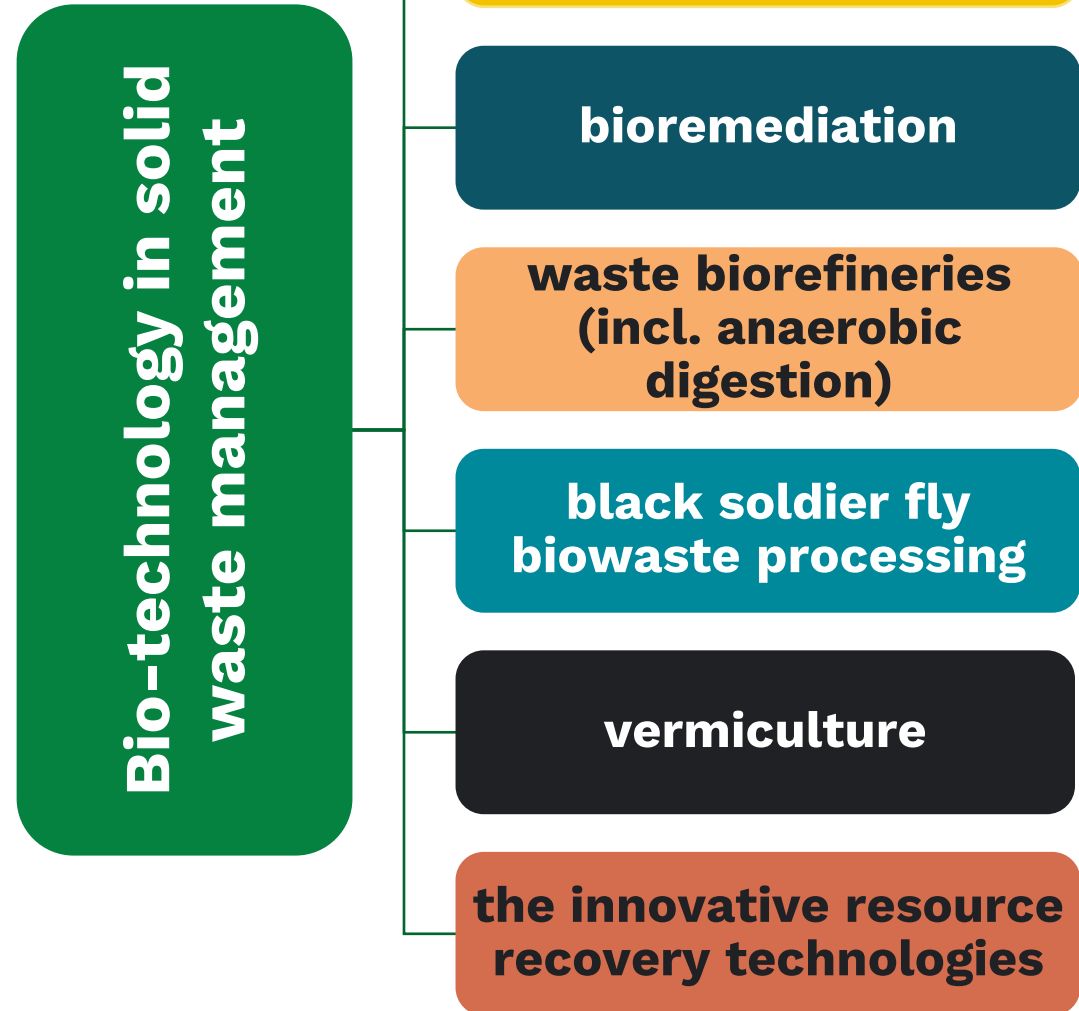 Bio-technology in solid
waste management
bioremediation
waste biorefineries
(incl. anaerobic
digestion)
black soldier fly
biowaste processing
vermiculture
the innovative resource
recovery technologies